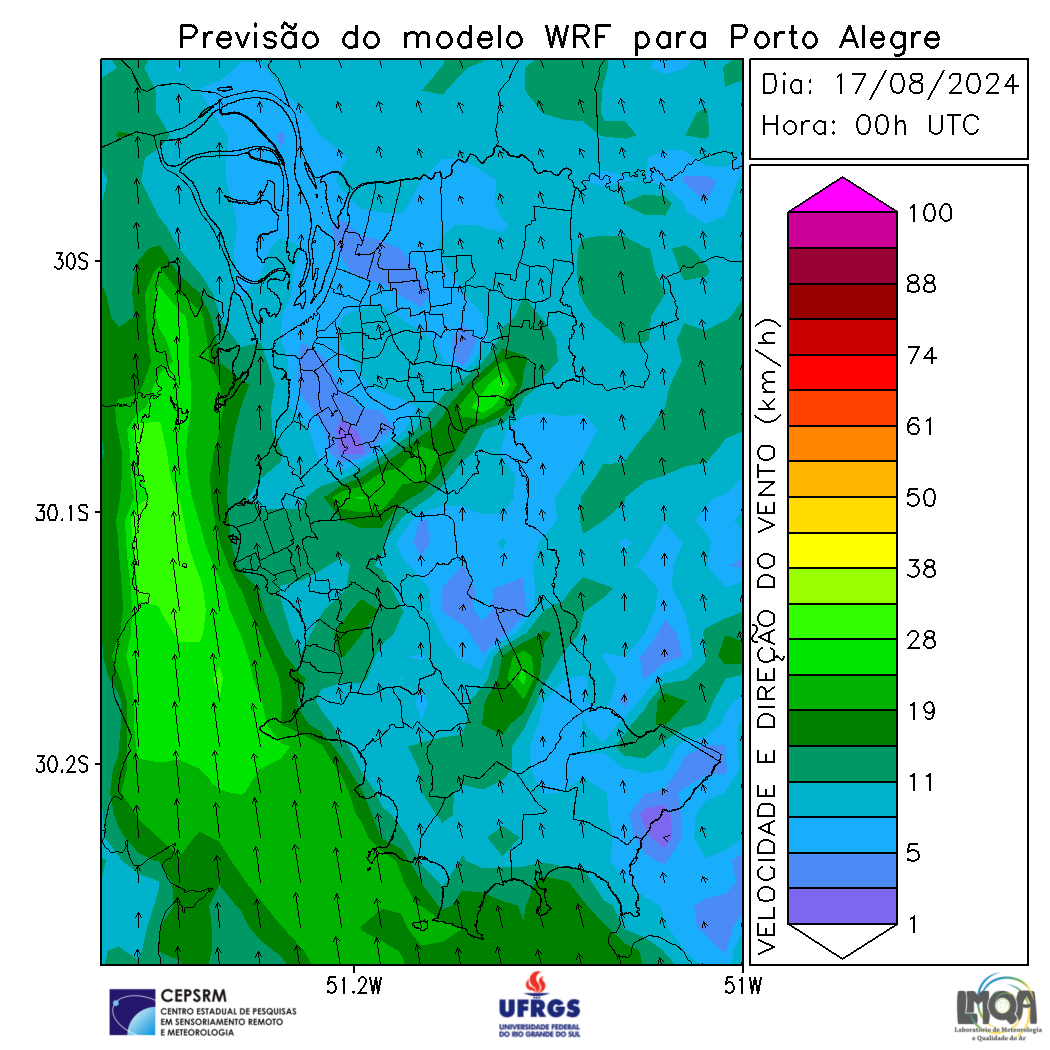 Previsão do modelo WRF para Porto Alegre
Dia: 17/08/2024
Hora: 00h UTC
30S
30.1S
30.2S
51.2W
51W
VELOCIDADE E DIREÇÃO DO VENTO (km/h)
100
88
74
61
50
38
28
19
11
5
1
CEPSRM
CENTRO ESTADUAL DE PESQUISAS
EM SENSORIAMENTO REMOTO
E METEOROLOGIA
UFRGS
UNIVERSIDADE FEDERAL
DO RIO GRANDE DO SUL
LMQA
Laboratório de Meteorologia
e Qualidade do Ar